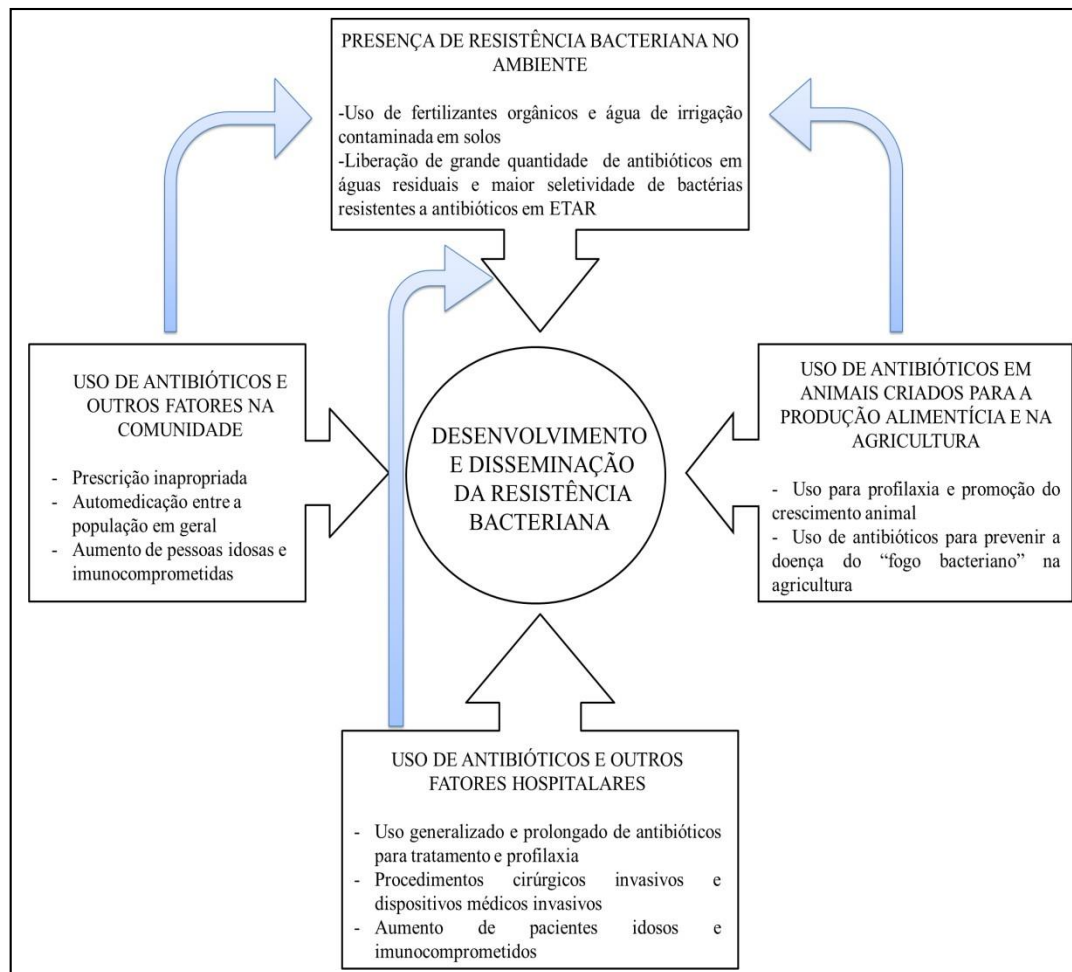 PRESENÇA DE RESISTÊNCIA BACTERIANA NO
AMBIENTE
-Uso de fertilizantes orgânicos e água de irrigação
contaminada em solos
-Liberação de grande quantidade de antibióticos em
águas residuais e maior seletividade de bactérias
resistentes a antibióticos em ETAR
USO DE ANTIBIÓTICOS E
OUTROS FATORES NA
COMUNIDADE
- Prescrição inapropriada
- Automedicação entre a
população em geral
- Aumento de pessoas idosas e
imunocomprometidas
DESENVOLVIMENTO
E DISSEMINAÇÃO
DA RESISTÊNCIA
BACTERIANA
USO DE ANTIBIÓTICOS EM
ANIMAIS CRIADOS PARA A
PRODUÇÃO ALIMENTÍCIA E NA
AGRICULTURA
- Uso para profilaxia e promoção do
crescimento animal
- Uso de antibióticos para prevenir a
doença do “fogo bacteriano” na
agricultura
USO DE ANTIBIÓTICOS E OUTROS
FATORES HOSPITALARES
- Uso generalizado e prolongado de antibióticos
para tratamento e profilaxia
- Procedimentos cirúrgicos invasivos e
dispositivos médicos invasivos
- Aumento de pacientes idosos e
imunocomprometidos